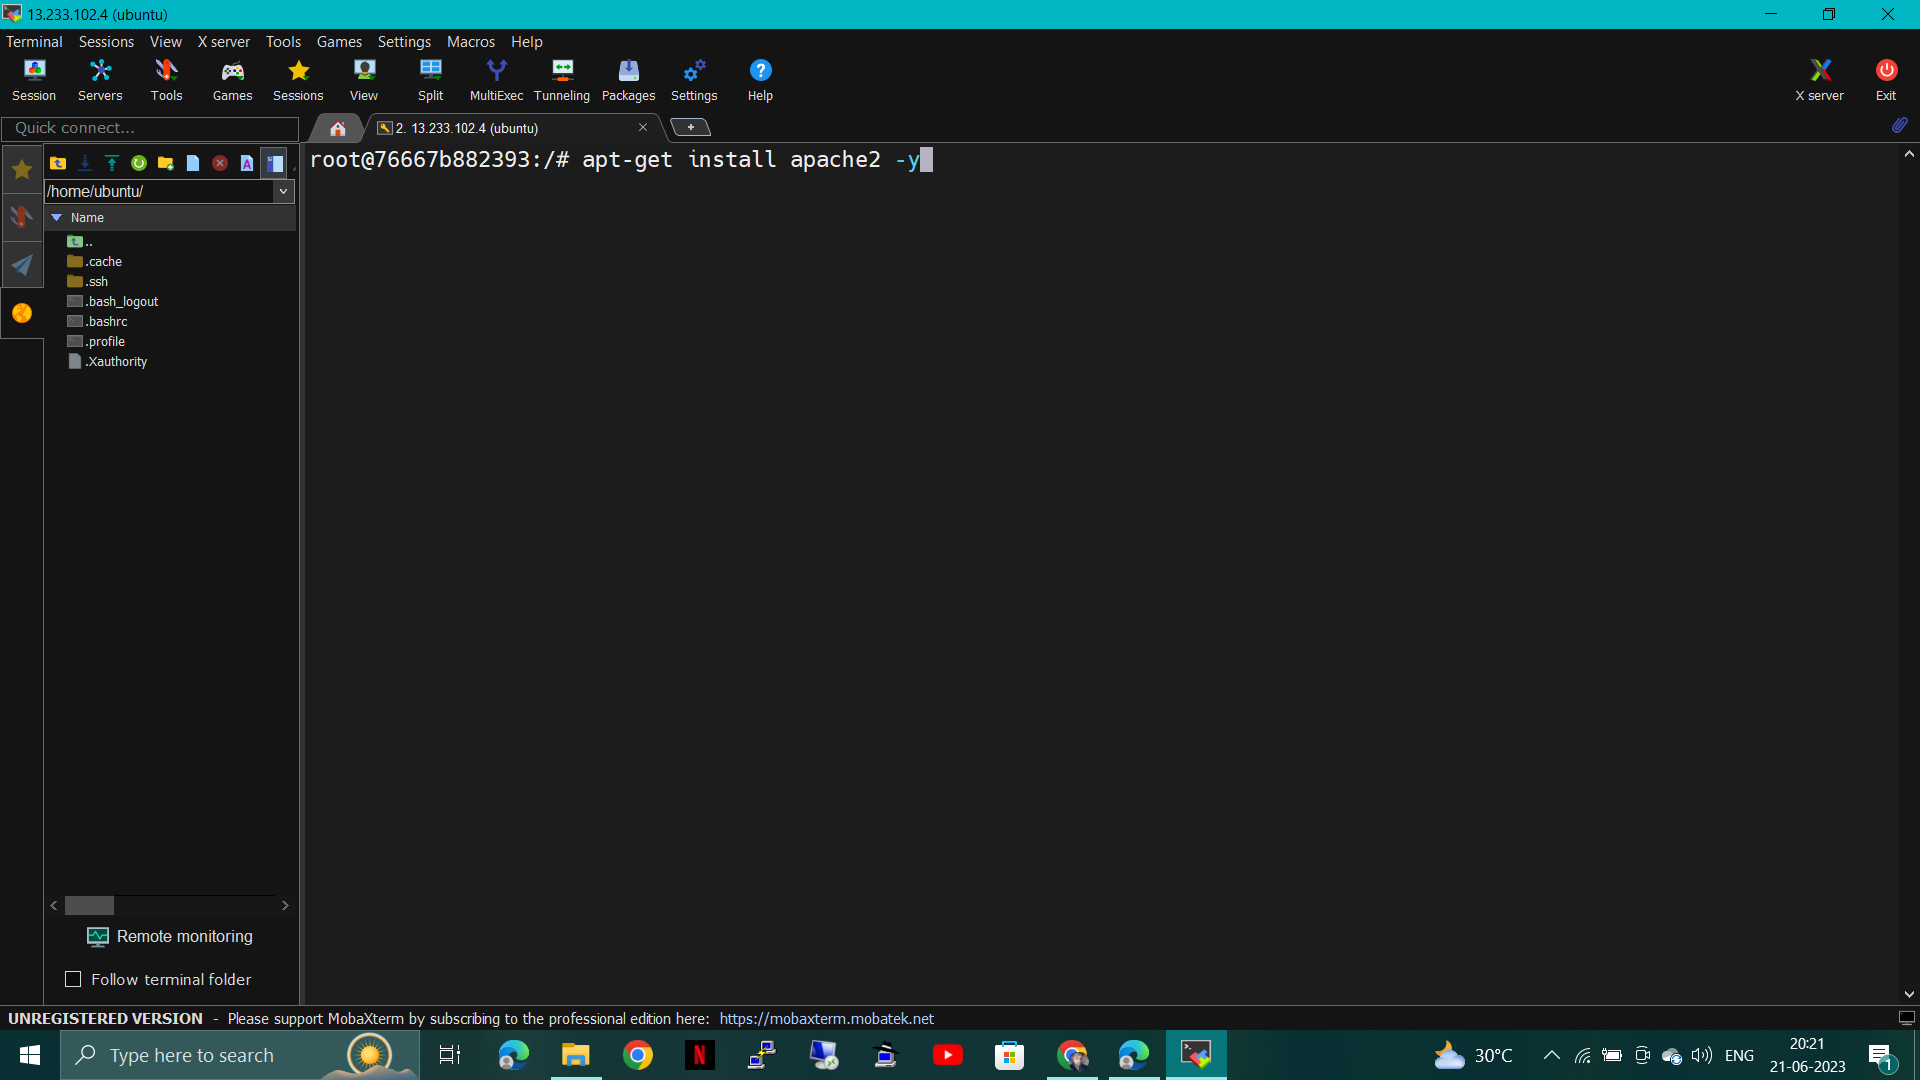 13.233.102.4 (ubuntu)
Terminal Sessions View X server Tools Games Settings Macros Help
Session Servers Tools Games Sessions View Split MultiExec Tunneling Packages Settings Help X server Exit
Quick connect...
2. 13.233.102.4 (ubuntu)
/home/ubuntu/
Name
..
.cache
.ssh
.bash_logout
.bashrc
.profile
.Xauthority
root@76667b882393:/# apt-get install apache2 -y
Remote monitoring
Follow terminal folder
UNREGISTERED VERSION - Please support MobaXterm by subscribing to the professional edition here: https://mobaxterm.mobatek.net
Type here to search
30°C
ENG
20:21
21-06-2023
1